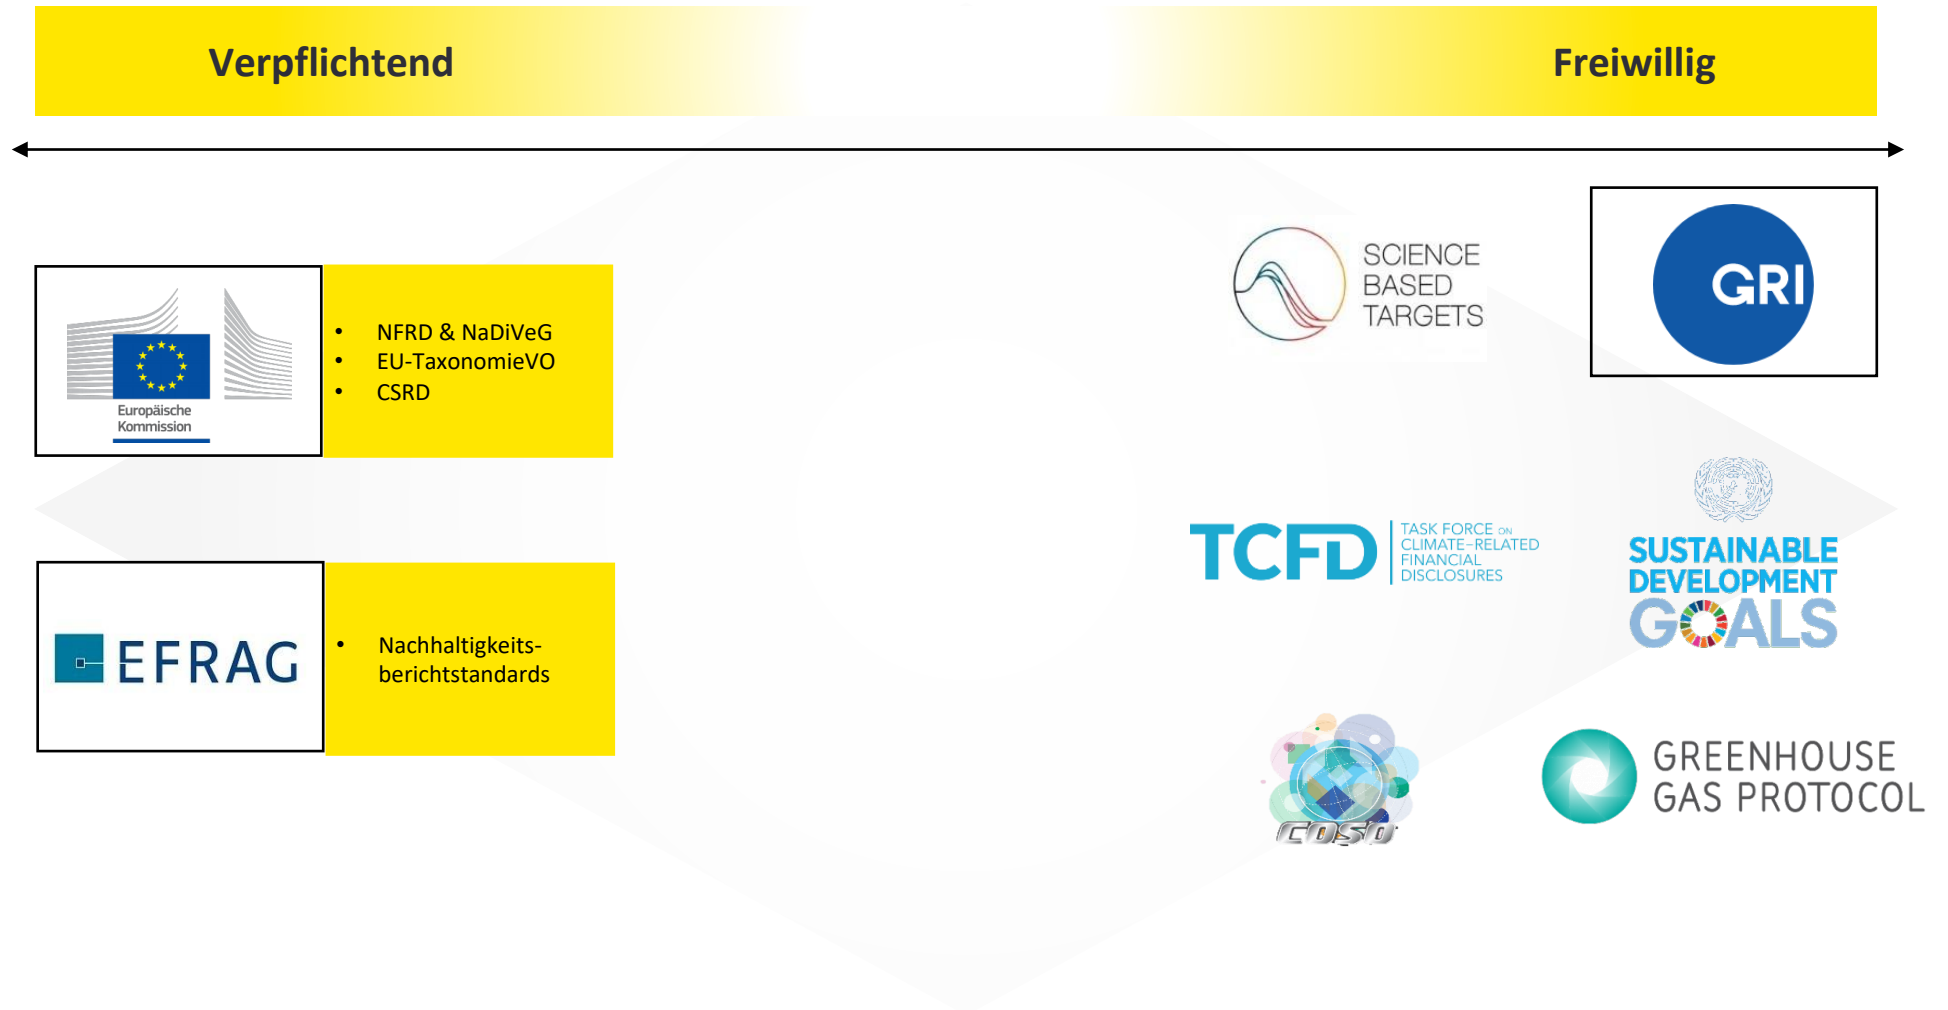 Verpflichtend
Freiwillig
Europäische
Kommission
• NFRD & NaDiVeG
• EU-TaxonomieVO
• CSRD
EFRAG
• Nachhaltigkeits-
berichtstandards
SCIENCE
BASED
TARGETS
GRI
TCFD
TASK FORCE ON
CLIMATE-RELATED
FINANCIAL
DISCLOSURES
SUSTAINABLE
DEVELOPMENT
GOALS
COSO
GREENHOUSE
GAS PROTOCOL